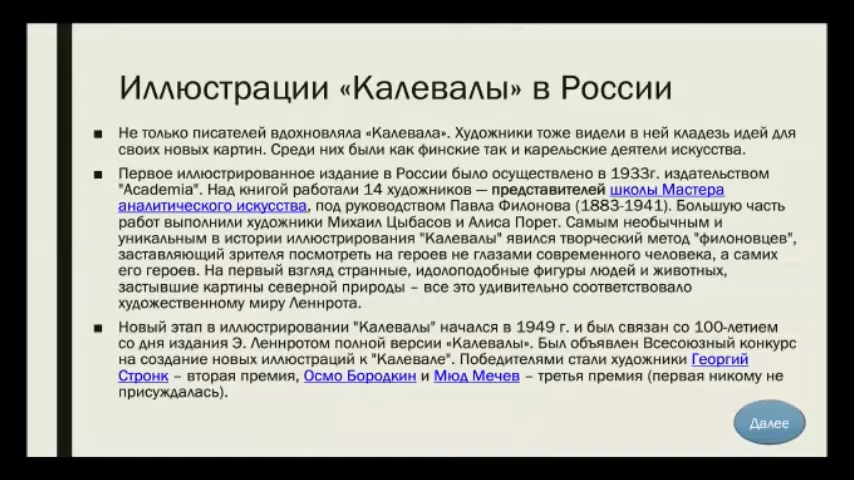 Иллюстрации «Калевалы» в России
Не только писателей вдохновляла «Калевала». Художники тоже видели в ней кладезь идей для
своих новых картин. Среди них были как финские так и карельские деятели искусства.
Первое иллюстрированное издание в России было осуществлено в 1933г. издательством
"Academia". Над книгой работали 14 художников — представителей школы Мастера
аналитического искусства, под руководством Павла Филонова (1883-1941). Большую часть
работ выполнили художники Михаил Цыбасов и Алиса Порет. Самым необычным и
уникальным в истории иллюстрирования "Калевалы" явился творческий метод "филоновцев",
заставляющий зрителя посмотреть на героев не глазами современного человека, а самих
его героев. На первый взгляд странные, идолоподобные фигуры людей и животных,
застывшие картины северной природы – все это удивительно соответствовало
художественному миру Леннрота.
Новый этап в иллюстрировании "Калевалы" начался в 1949 г. и был связан со 100-летием
со дня издания Э. Леннротом полной версии «Калевалы». Был объявлен Всесоюзный конкурс
на создание новых иллюстраций к "Калевале". Победителями стали художники Георгий
Стронк – вторая премия, Осмо Бородкин и Мюд Мечев – третья премия (первая никому не
присуждалась).
Далее